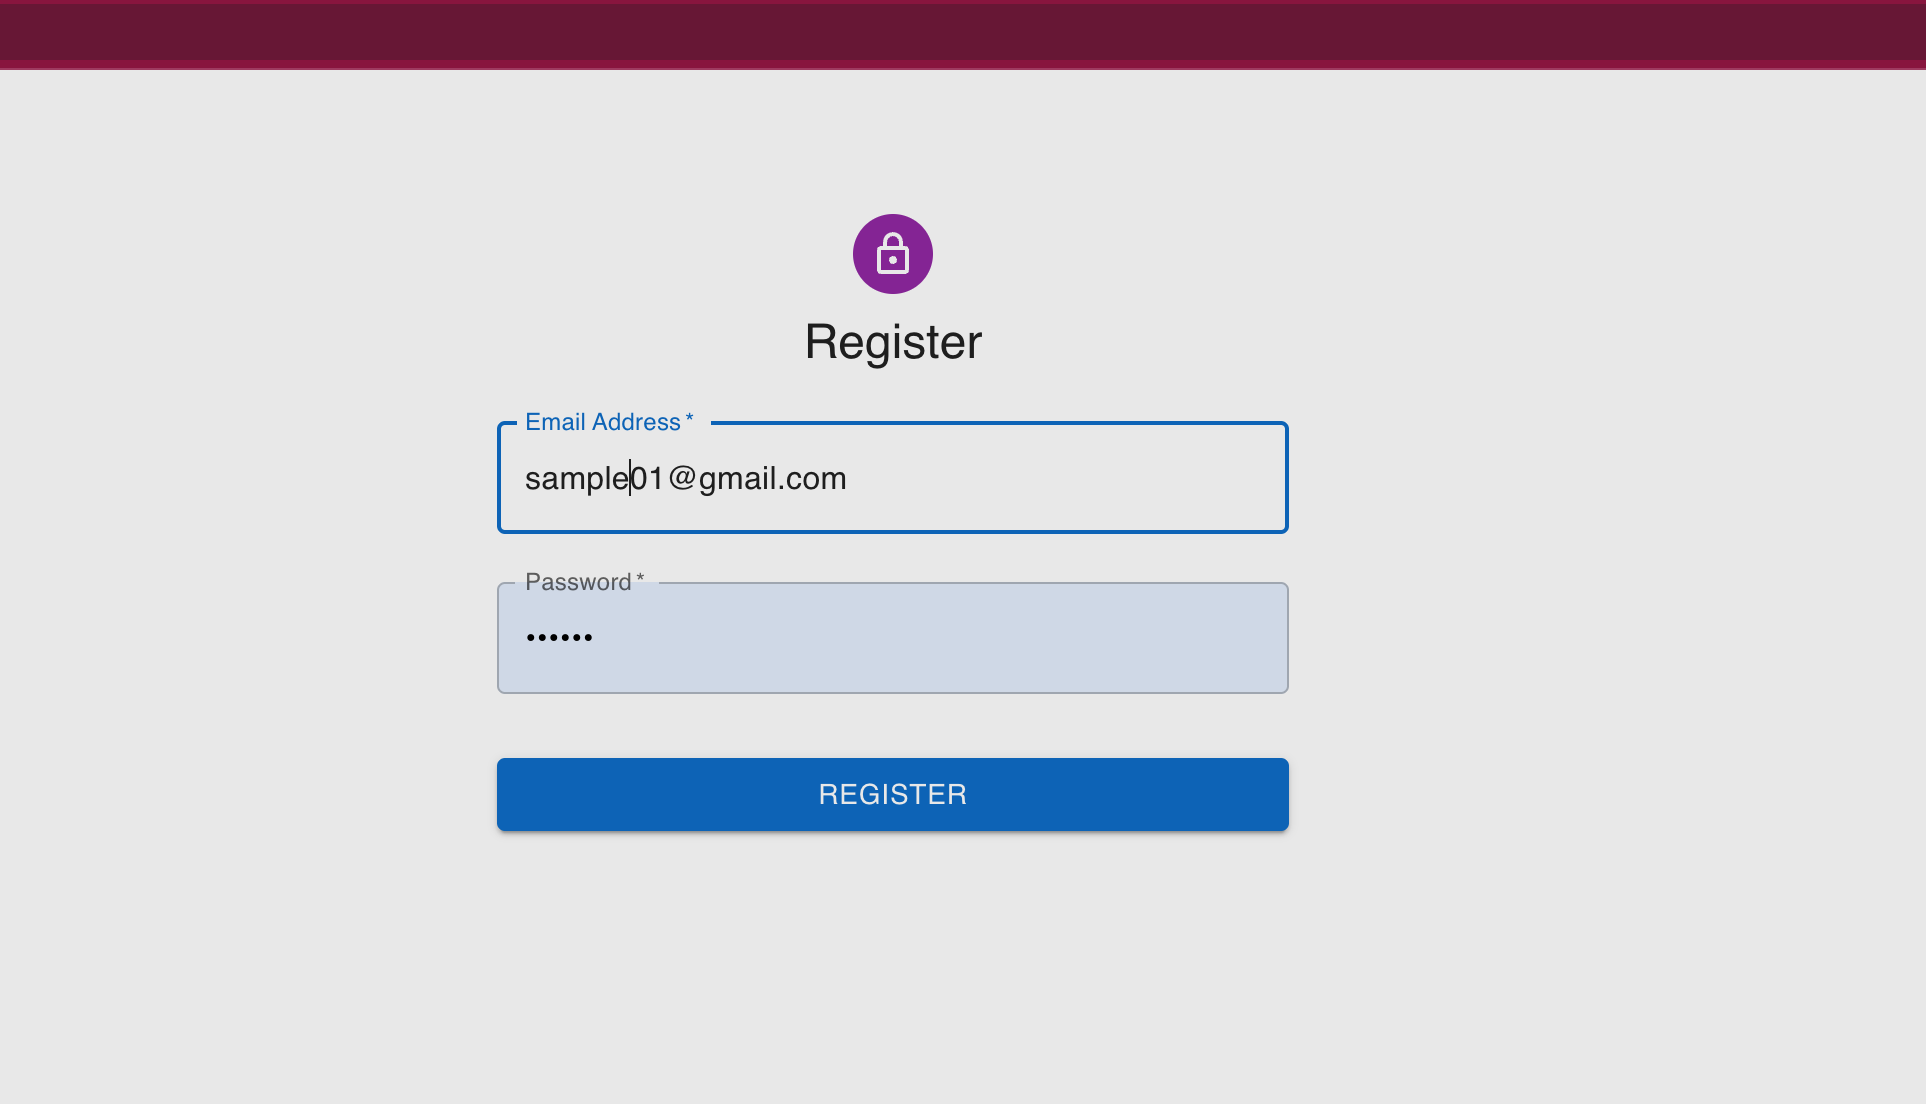 Register
Email Address *
sample01@gmail.com
Password *
••••••
REGISTER